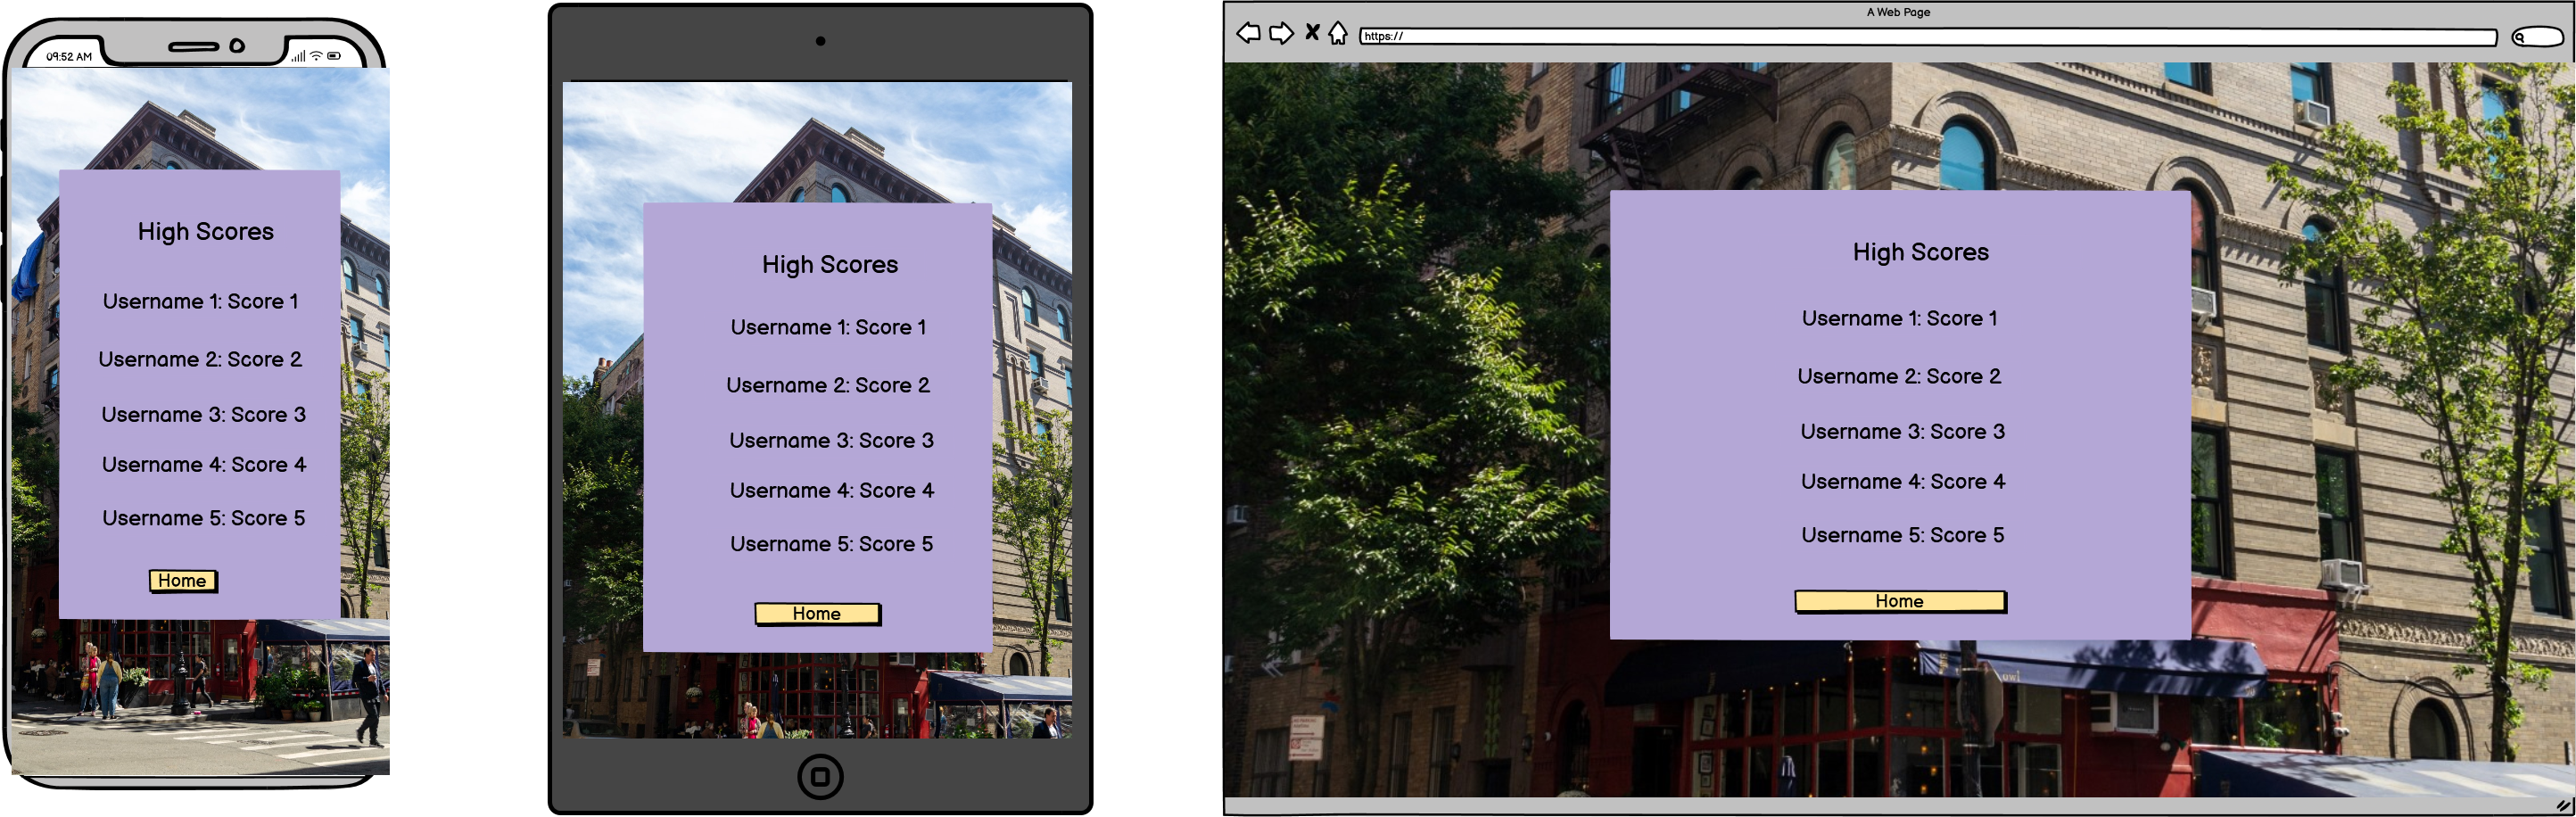 09:52 AM
High Scores
Username 1: Score 1
Username 2: Score 2
Username 3: Score 3
Username 4: Score 4
Username 5: Score 5
Home
High Scores
Username 1: Score 1
Username 2: Score 2
Username 3: Score 3
Username 4: Score 4
Username 5: Score 5
Home
A Web Page
https://
High Scores
Username 1: Score 1
Username 2: Score 2
Username 3: Score 3
Username 4: Score 4
Username 5: Score 5
Home
owl